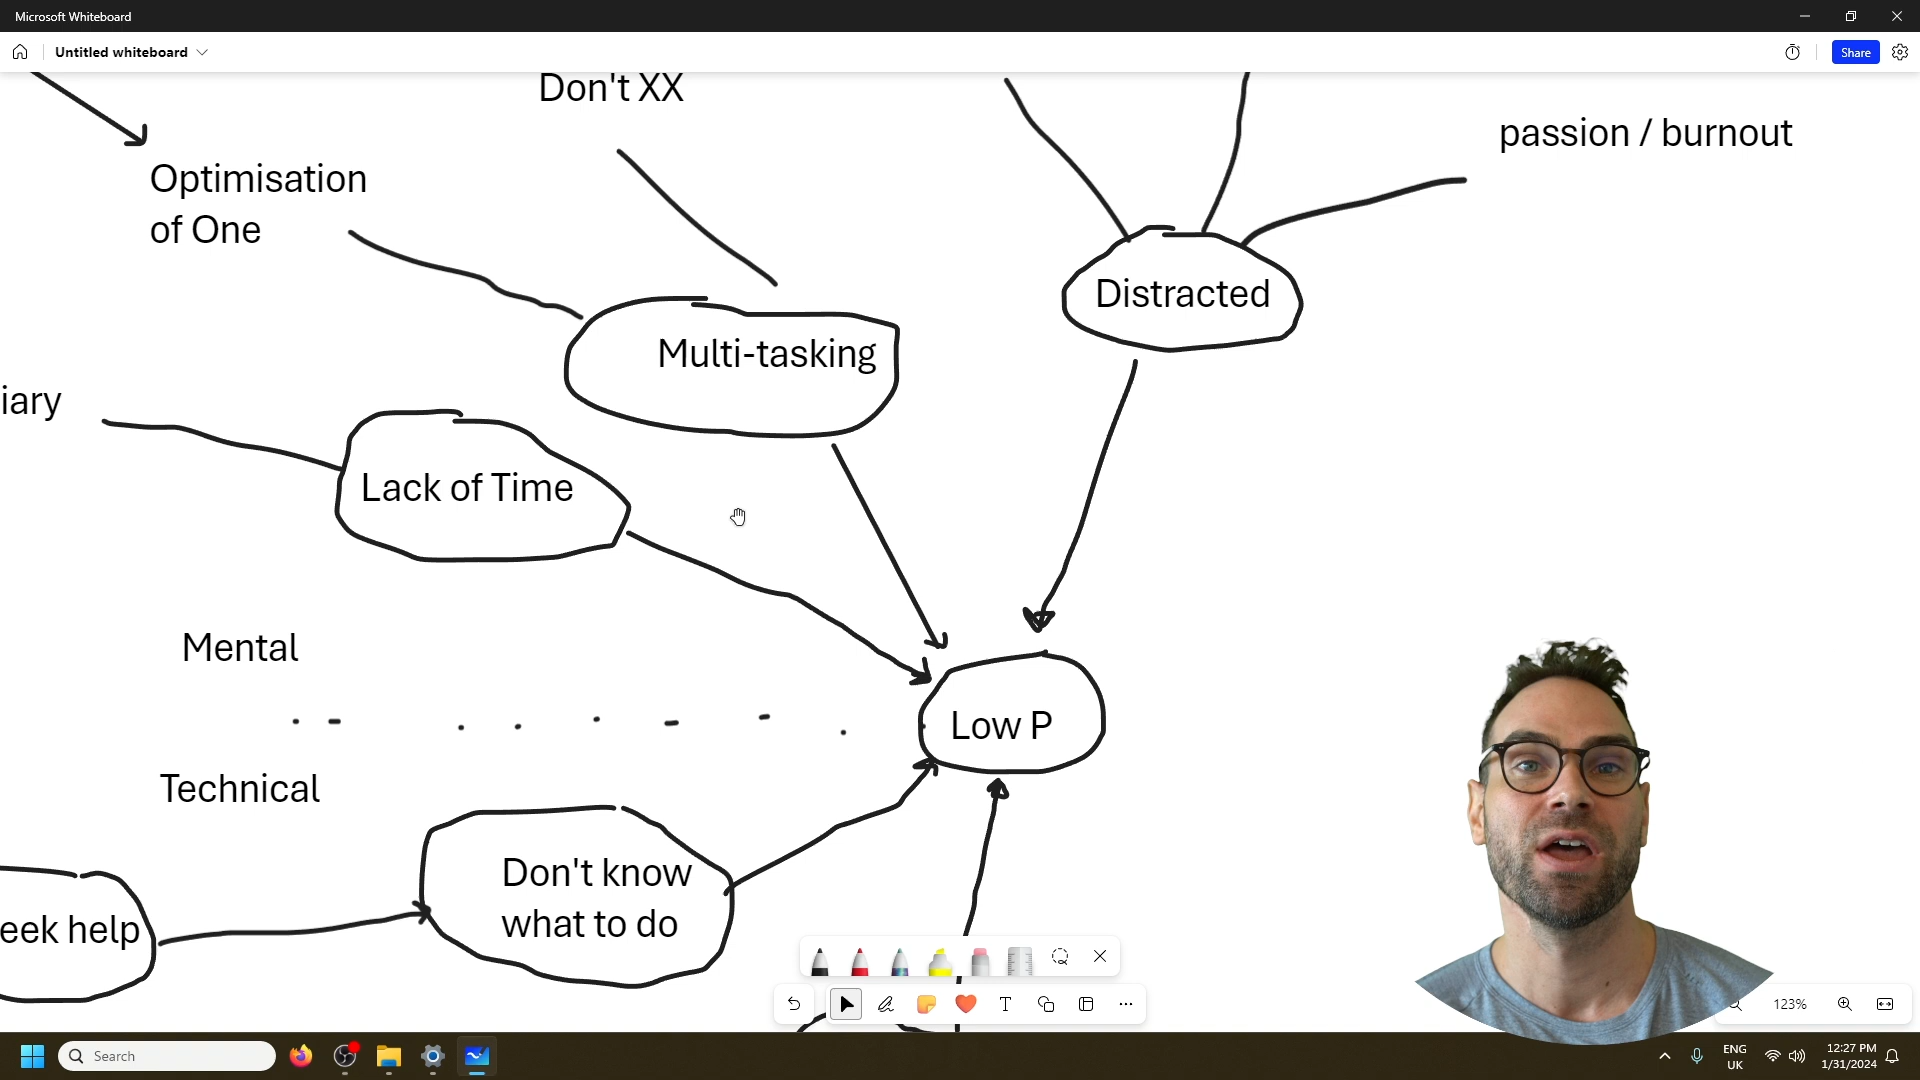 Microsoft Whiteboard
Untitled whiteboard
Share
Don't XX
passion / burnout
Optimisation
of One
Distracted
Multi-tasking
iary
Lack of Time
Mental
Low P
Technical
Don't know
what to do
eek help
T
123%
Search
ENG
UK
12:27 PM
1/31/2024